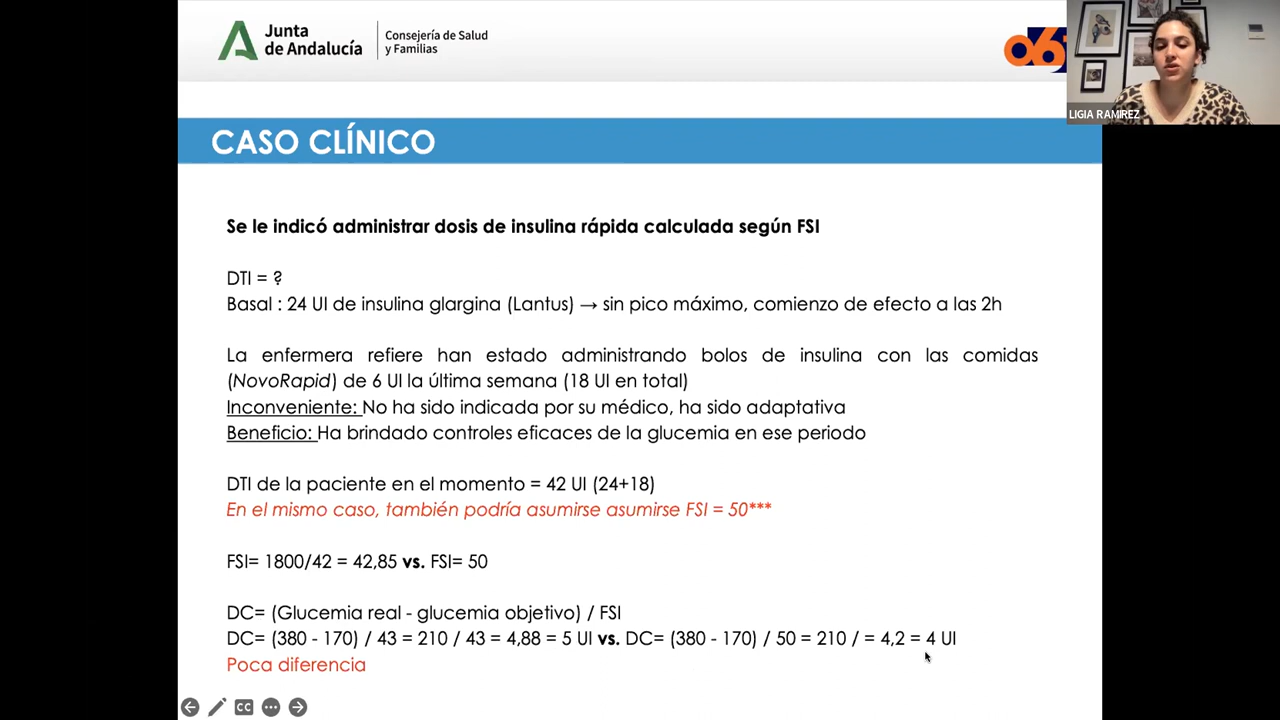 Junta
de Andalucía
Consejería de Salud
y Familias
061
LIGIA RAMIREZ
CASO CLÍNICO
Se le indicó administrar dosis de insulina rápida calculada según FSI
DTI = ?
Basal : 24 UI de insulina glargina (Lantus) → sin pico máximo, comienzo de efecto a las 2h
La enfermera refiere han estado administrando bolos de insulina con las comidas
(NovoRapid) de 6 UI la última semana (18 UI en total)
Inconveniente: No ha sido indicada por su médico, ha sido adaptativa
Beneficio: Ha brindado controles eficaces de la glucemia en ese periodo
DTI de la paciente en el momento = 42 UI (24+18)
En el mismo caso, también podría asumirse asumirse FSI = 50***
FSI= 1800/42 = 42,85 vs. FSI= 50
DC= (Glucemia real - glucemia objetivo) / FSI
DC= (380 - 170) / 43 = 210 / 43 = 4,88 = 5 UI vs. DC= (380 - 170) / 50 = 210 / = 4,2 = 4 UI
Poca diferencia
CC